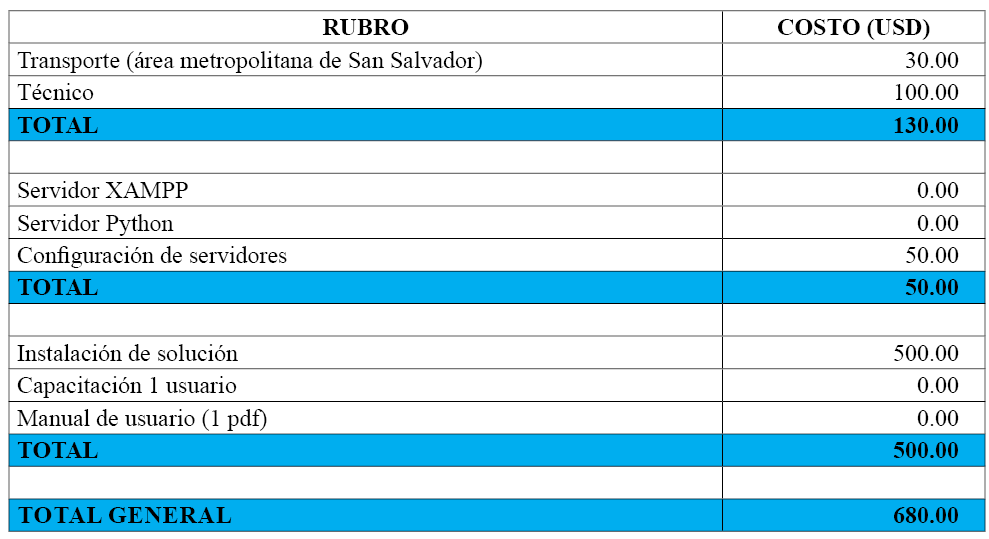 RUBRO COSTO (USD)
Transporte (área metropolitana de San Salvador) 30.00
Técnico 100.00
TOTAL 130.00
Servidor XAMPP 0.00
Servidor Python 0.00
Configuración de servidores 50.00
TOTAL 50.00
Instalación de solución 500.00
Capacitación 1 usuario 0.00
Manual de usuario (1 pdf) 0.00
TOTAL 500.00
TOTAL GENERAL 680.00